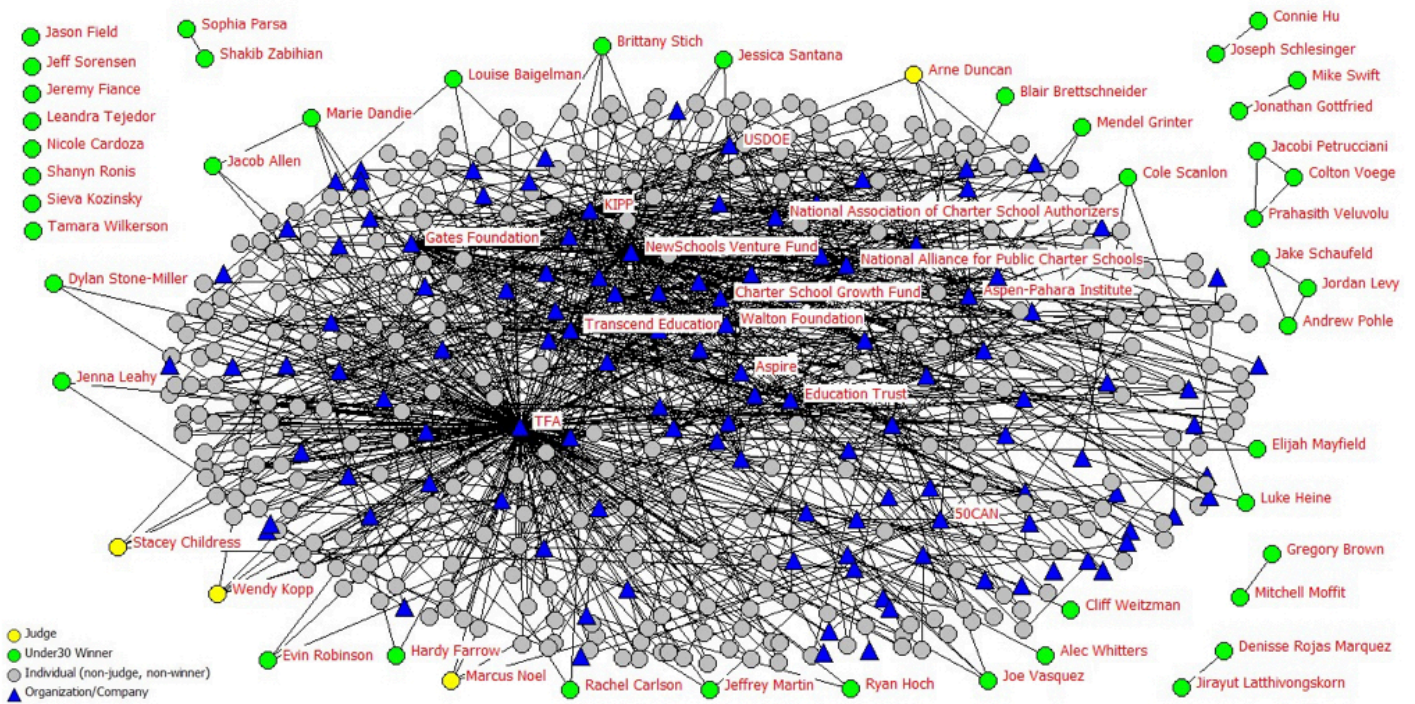 Jason Field
Jeff Sorensen
Jeremy Fiance
Leandra Tejedor
Nicole Cardoza
Shanyn Ronis
Sieva Kozinsky
Tamara Wilkerson
Sophia Parsa
Shakib Zabihian
Brittany Stich
Jessica Santana
Louise Baigelman
Arne Duncan
Blair Brettschneider
Marie Dandie
Mendel Grinter
Jacob Allen
Cole Scanlon
Connie Hu
Joseph Schlesinger
Mike Swift
Jonathan Gottfried
Jacobi Petrucciani
Colton Voege
Prahasith Veluvolu
Jake Schaufeld
Jordan Levy
Andrew Pohle
USDOE
KIPP
National Association of Charter School Authorizers
Gates Foundation
NewSchools Venture Fund
National Alliance for Public Charter Schools
Charter School Growth Fund
Aspen-Pahara Institute
Transcend Education
Walton Foundation
Aspire
Education Trust
TFA
50CAN
Dylan Stone-Miller
Jenna Leahy
Elijah Mayfield
Luke Heine
Stacey Childress
Wendy Kopp
Gregory Brown
Mitchell Moffit
Cliff Weitzman
Evin Robinson
Hardy Farrow
Marcus Noel
Rachel Carlson
Jeffrey Martin
Ryan Hoch
Joe Vasquez
Alec Whitters
Denisse Rojas Marquez
Jirayut Latthivongskorn
Judge
Under30 Winner
Individual (non-judge, non-winner)
Organization/Company